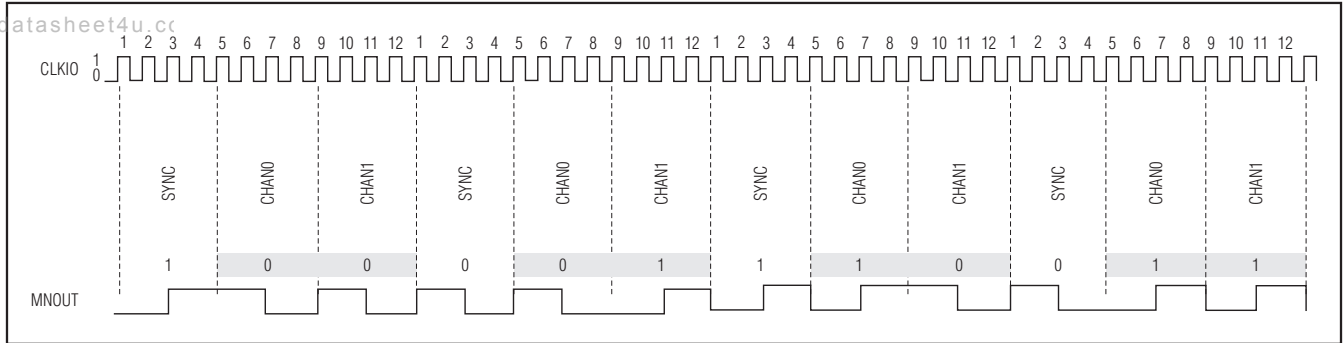 datasheet4u.cc
1 2 3 4 5 6 7 8 9 10 11 12 1 2 3 4 5 6 7 8 9 10 11 12 1 2 3 4 5 6 7 8 9 10 11 12 1 2 3 4 5 6 7 8 9 10 11 12
CLKIO 1
0
SYNC CHAN0 CHAN1 SYNC CHAN0 CHAN1 SYNC CHAN0 CHAN1 SYNC CHAN0 CHAN1
1 0 0 0 0 1 1 1 0 0 1 1
MNOUT